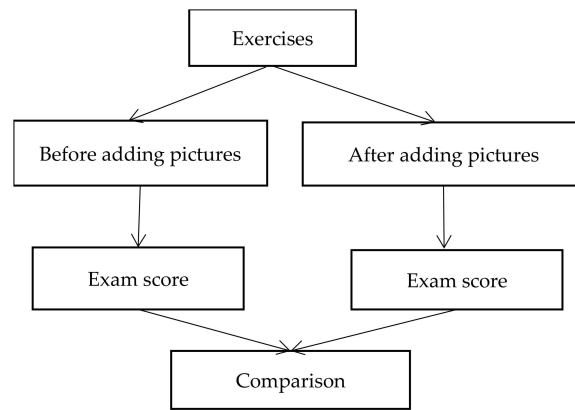 Exercises
Before adding pictures
After adding pictures
Exam score
Exam score
Comparison